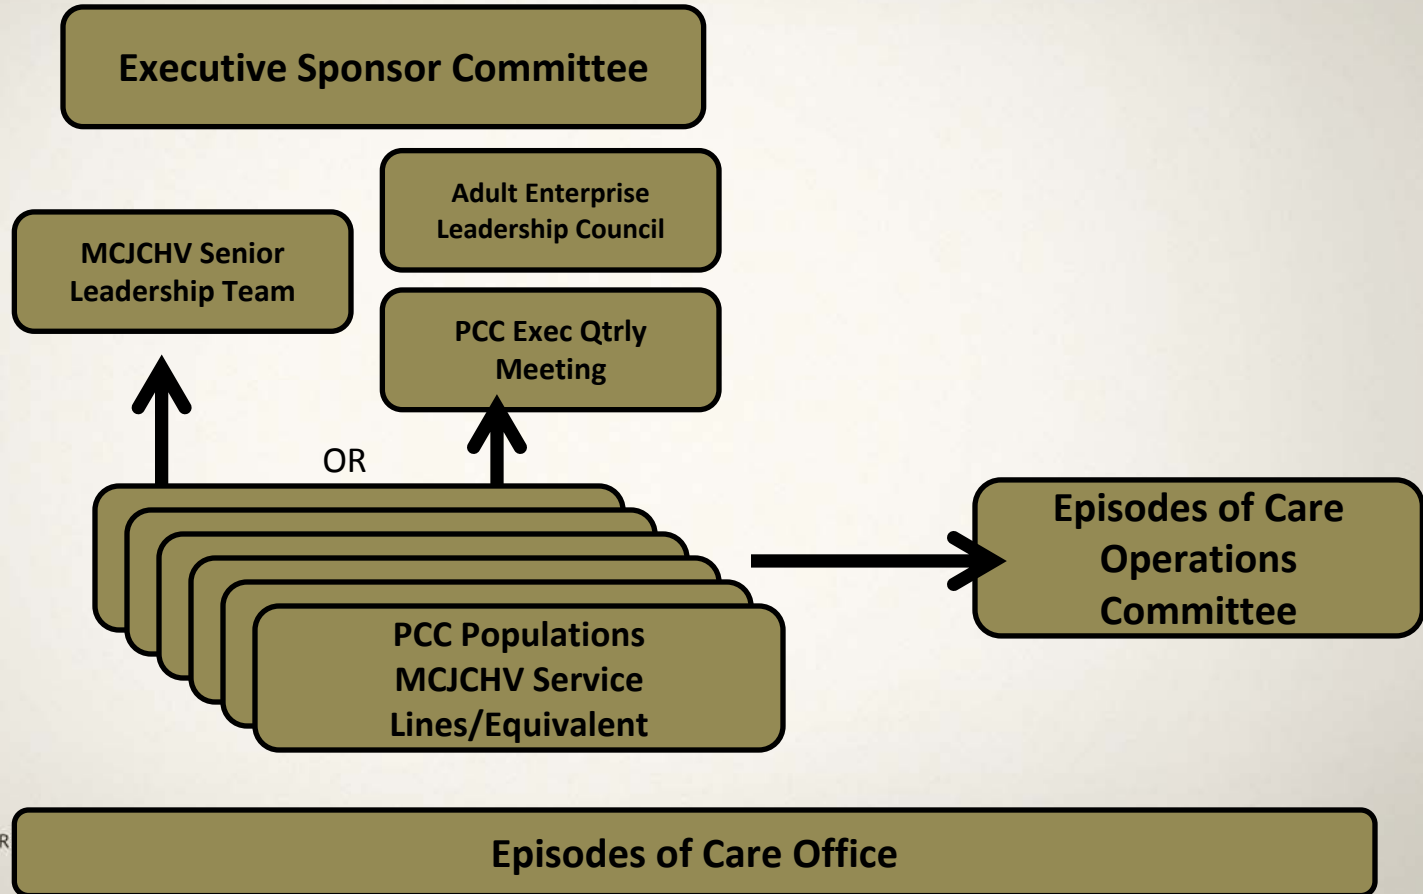 Executive Sponsor Committee
Adult Enterprise
Leadership Council
MCJCHV Senior
Leadership Team
PCC Exec Qtrly
Meeting
OR
Episodes of Care
Operations
Committee
PCC Populations
MCJCHV Service
Lines/Equivalent
R
Episodes of Care Office